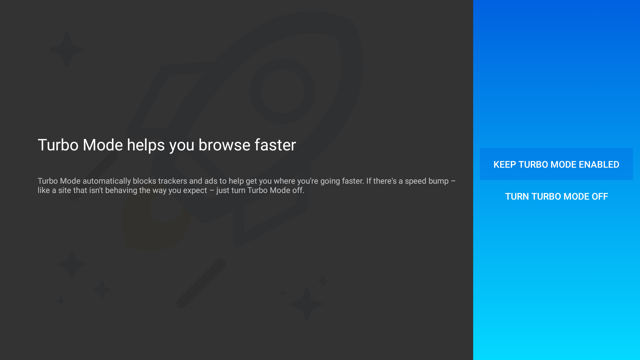 Turbo Mode helps you browse faster
Turbo Mode automatically blocks trackers and ads to help get you where you're going faster. If there's a speed bump –
like a site that isn't behaving the way you expect – just turn Turbo Mode off.
KEEP TURBO MODE ENABLED
TURN TURBO MODE OFF